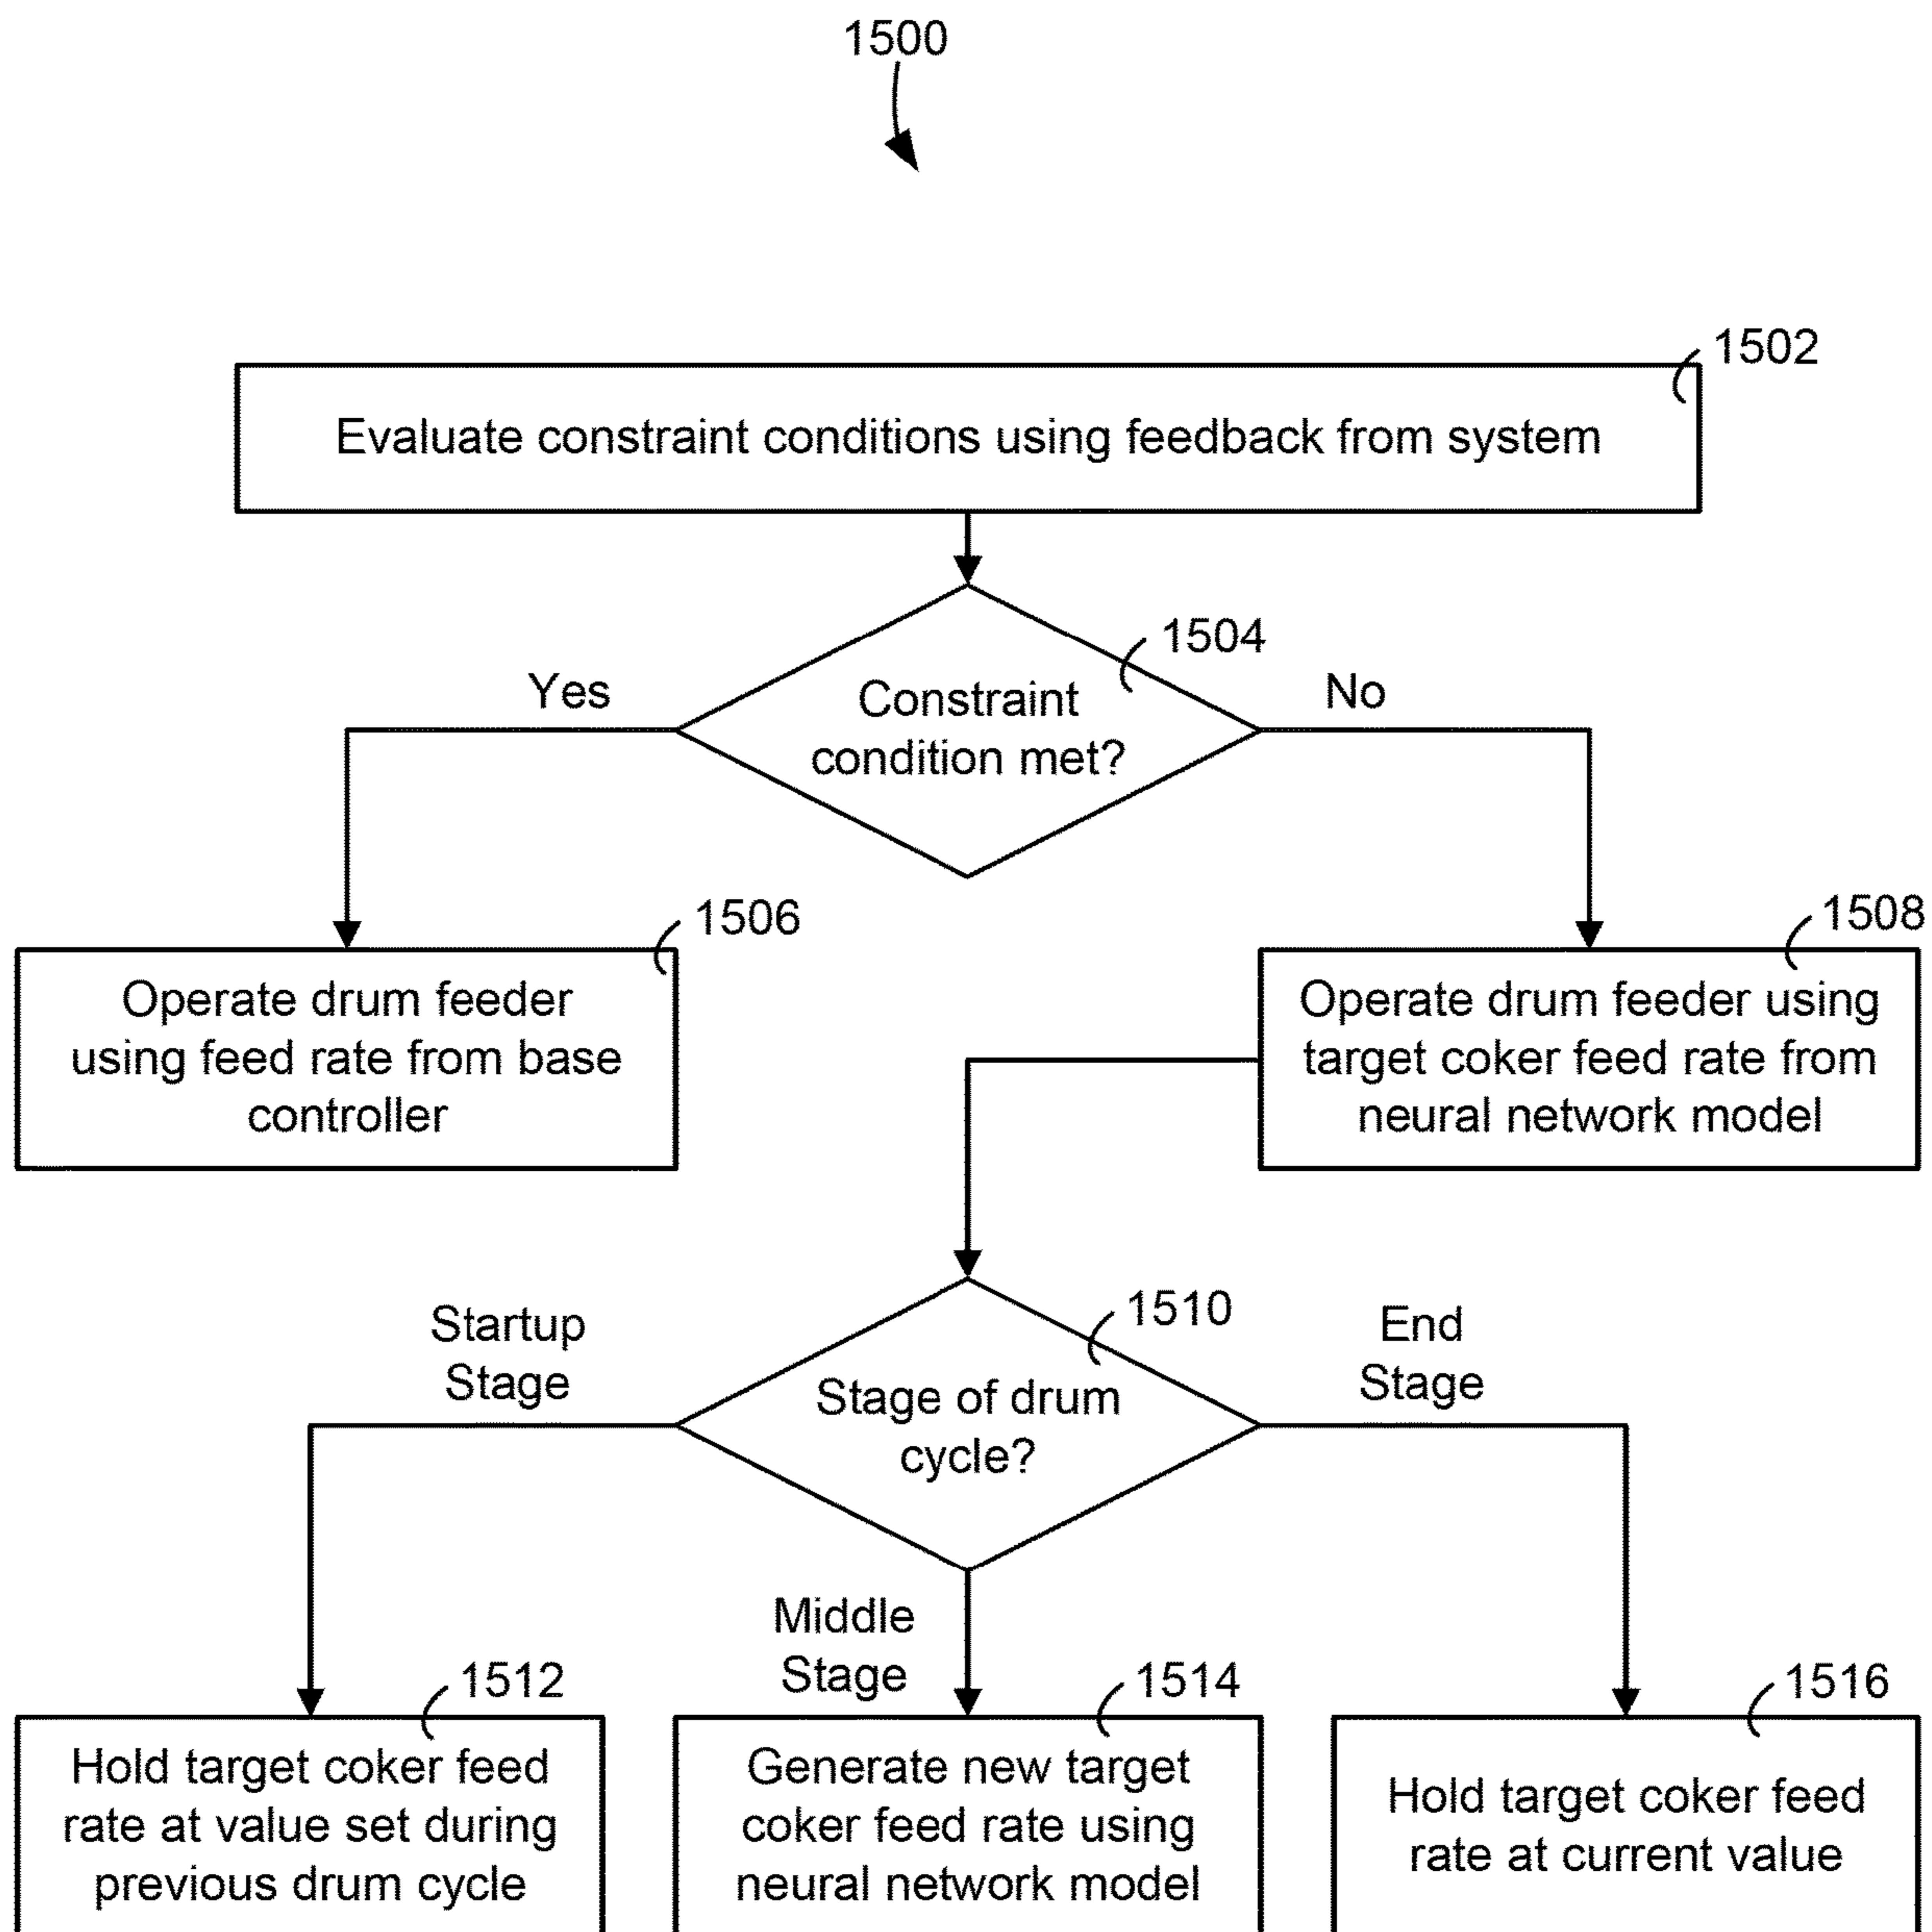 1500
1502
Evaluate constraint conditions using feedback from system
1504
Yes
No
Constraint
condition met?
1506
1508
Operate drum feeder
using feed rate from base
controller
Operate drum feeder using
target coker feed rate from
neural network model
1510
Startup
Stage
End
Stage
Stage of drum
cycle?
Middle
Stage
1512
1514
1516
Hold target coker feed
rate at value set during
previous drum cycle
Generate new target
coker feed rate using
neural network model
Hold target coker feed
rate at current value